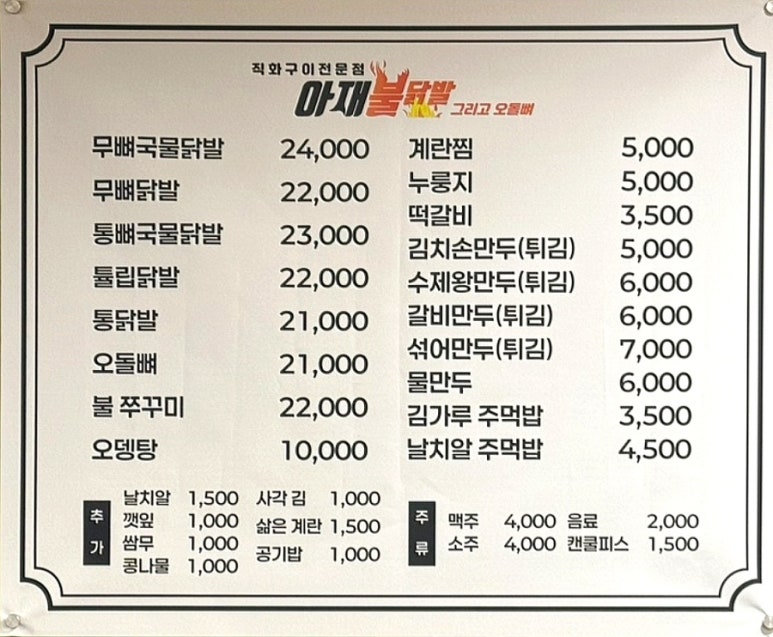 직화구이전문점
아재불닭발 그리고 오돌뼈
무뼈국물닭발 24,000
무뼈닭발 22,000
통뼈국물닭발 23,000
튤립닭발 22,000
통닭발 21,000
오돌뼈 21,000
불 쭈꾸미 22,000
오뎅탕 10,000
계란찜 5,000
누룽지 5,000
떡갈비 3,500
김치손만두(튀김) 5,000
수제왕만두(튀김) 6,000
갈비만두(튀김) 6,000
섞어만두(튀김) 7,000
물만두 6,000
김가루 주먹밥 3,500
날치알 주먹밥 4,500
추가
날치알 1,500
깻잎 1,000
쌈무 1,000
콩나물 1,000
사각 김 1,000
삶은 계란 1,500
공기밥 1,000
주류
맥주 4,000
소주 4,000
음료 2,000
캔쿨피스 1,500